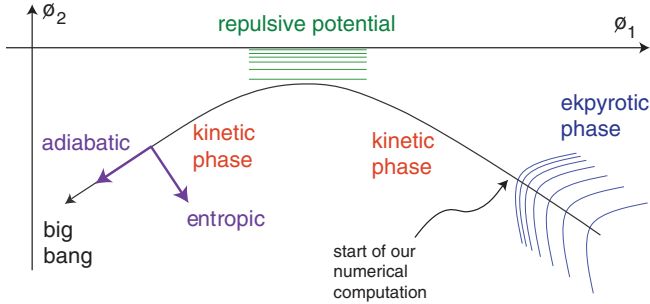 ø₂
repulsive potential
ø₁
ekpyrotic
phase
adiabatic
kinetic
phase
kinetic
phase
entropic
big
bang
start of our
numerical
computation